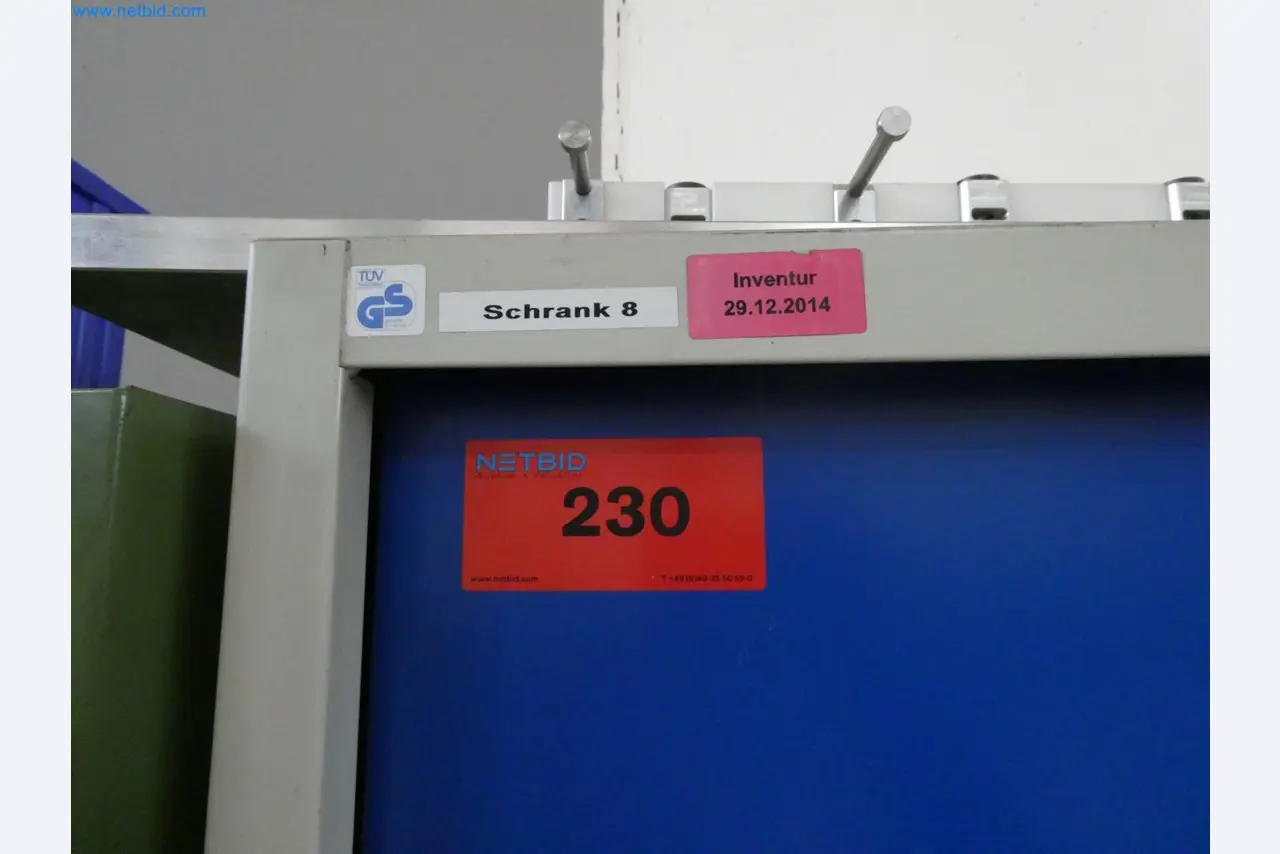 www.netbid.com
TÜV
GS
Schrank 8
Inventur
29.12.2014
NETBID
230
www.netbid.com